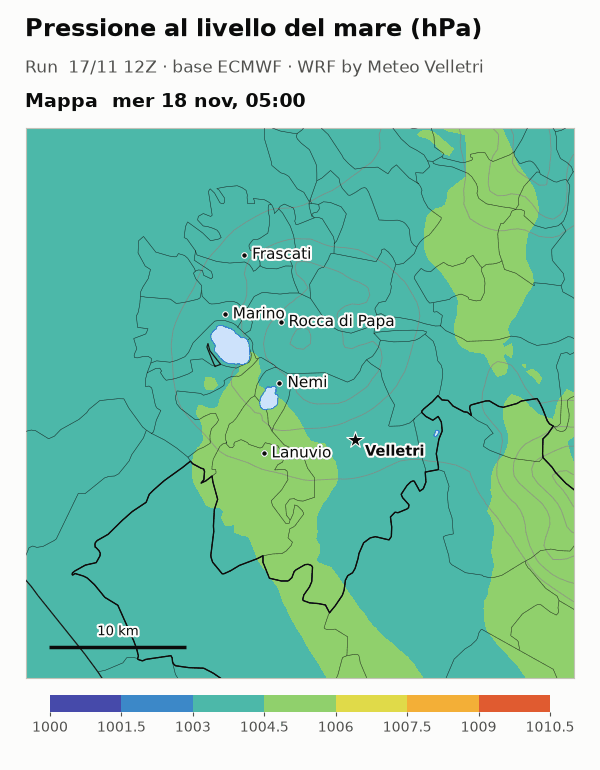 Pressione al livello del mare (hPa)
Run  17/11 12Z · base ECMWF · WRF by Meteo Velletri
Mappa  mer 18 nov, 05:00
Frascati
Marino
Rocca di Papa
Nemi
Velletri
Lanuvio
10 km
1000 1001.5 1003 1004.5 1006 1007.5 1009 1010.5